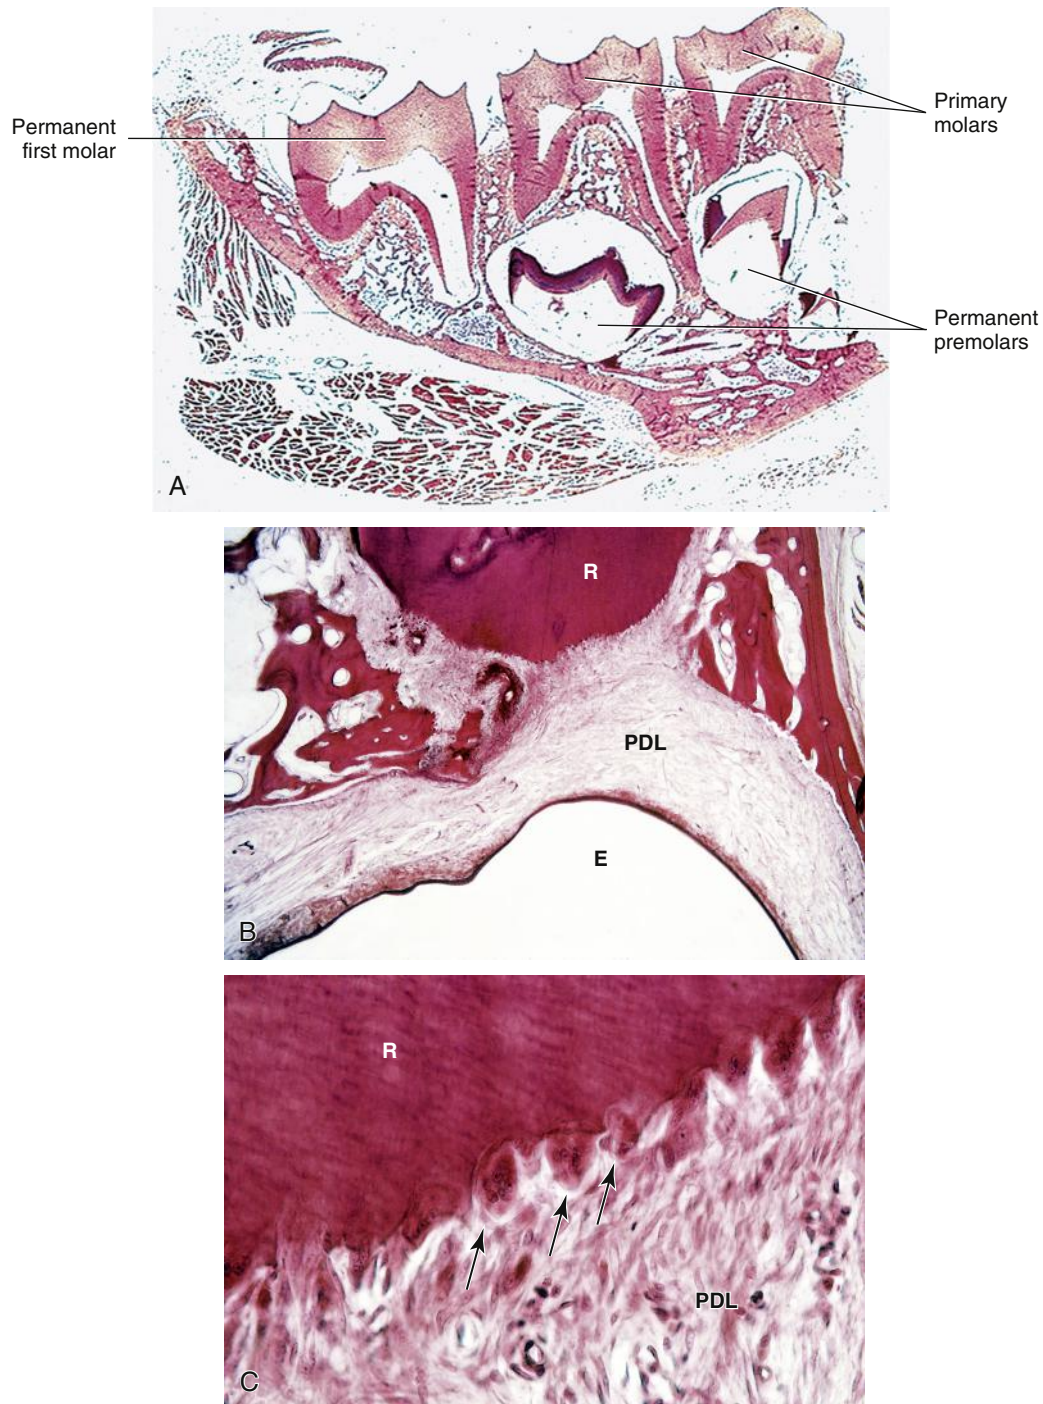 Primary
molars
Permanent
first molar
Permanent
premolars
A
R
PDL
E
B
R
PDL
C